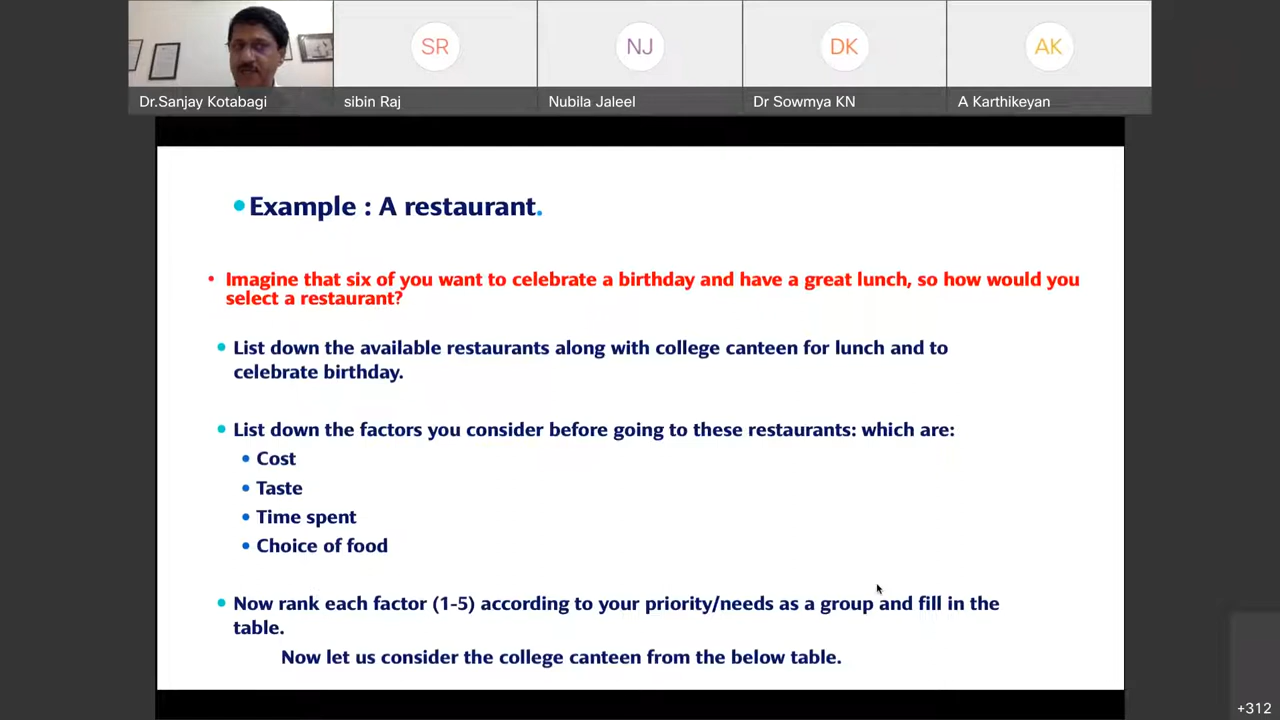 SR
NJ
DK
AK
Dr.Sanjay Kotabagi
sibin Raj
Nubila Jaleel
Dr Sowmya KN
A Karthikeyan
• Example : A restaurant.
• Imagine that six of you want to celebrate a birthday and have a great lunch, so how would you
select a restaurant?
• List down the available restaurants along with college canteen for lunch and to
celebrate birthday.
• List down the factors you consider before going to these restaurants: which are:
• Cost
• Taste
• Time spent
• Choice of food
• Now rank each factor (1-5) according to your priority/needs as a group and fill in the
table.
Now let us consider the college canteen from the below table.
+312